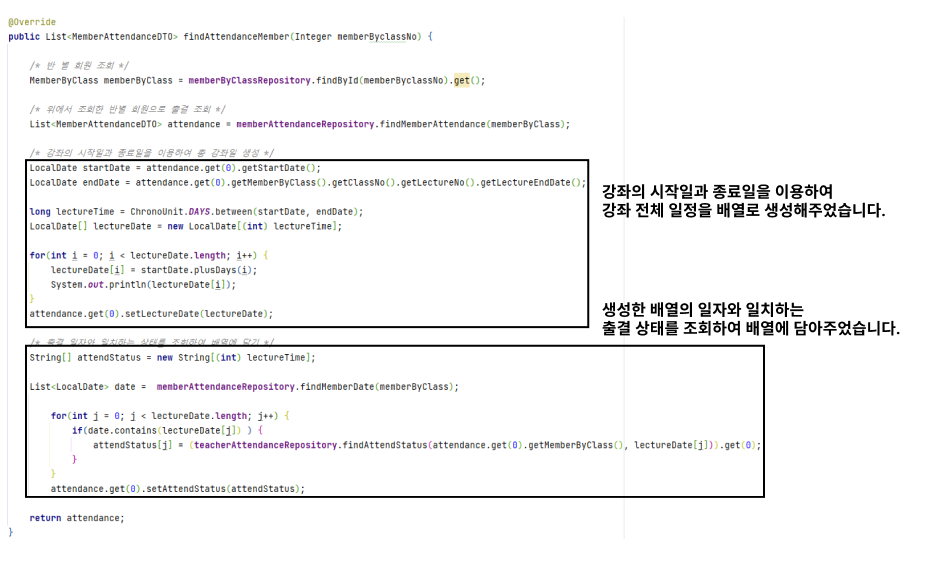 @Override
public List<MemberAttendanceDTO> findAttendanceMember(Integer memberByclassNo) {
/* 반 별 회원 조회 */
MemberByClass memberByClass = memberByClassRepository.findById(memberByclassNo).get();
/* 위에서 조회한 반별 회원으로 출결 조회 */
List<MemberAttendanceDTO> attendance = memberAttendanceRepository.findMemberAttendance(memberByClass);
/* 강좌의 시작일과 종료일을 이용하여 총 강좌일 생성 */
LocalDate startDate = attendance.get(0).getStartDate();
LocalDate endDate = attendance.get(0).getMemberByClass().getClassNo().getLectureNo().getLectureEndDate();
강좌의 시작일과 종료일을 이용하여
강좌 전체 일정을 배열로 생성해주었습니다.
long lectureTime = ChronoUnit.DAYS.between(startDate, endDate);
LocalDate[] lectureDate = new LocalDate[(int) lectureTime];
for(int i = 0; i < lectureDate.length; i++) {
lectureDate[i] = startDate.plusDays(i);
System.out.println(lectureDate[i]);
}
attendance.get(0).setLectureDate(lectureDate);
생성한 배열의 일자와 일치하는
출결 상태를 조회하여 배열에 담아주었습니다.
/* 출결 일자와 일치하는 상태를 조회하여 배열에 담기 */
String[] attendStatus = new String[(int) lectureTime];
List<LocalDate> date =  memberAttendanceRepository.findMemberDate(memberByClass);
for(int j = 0; j < lectureDate.length; j++) {
if(date.contains(lectureDate[j]) ) {
attendStatus[j] = (teacherAttendanceRepository.findAttendStatus(attendance.get(0).getMemberByClass(), lectureDate[j])).get(0);
}
}
attendance.get(0).setAttendStatus(attendStatus);
return attendance;
}